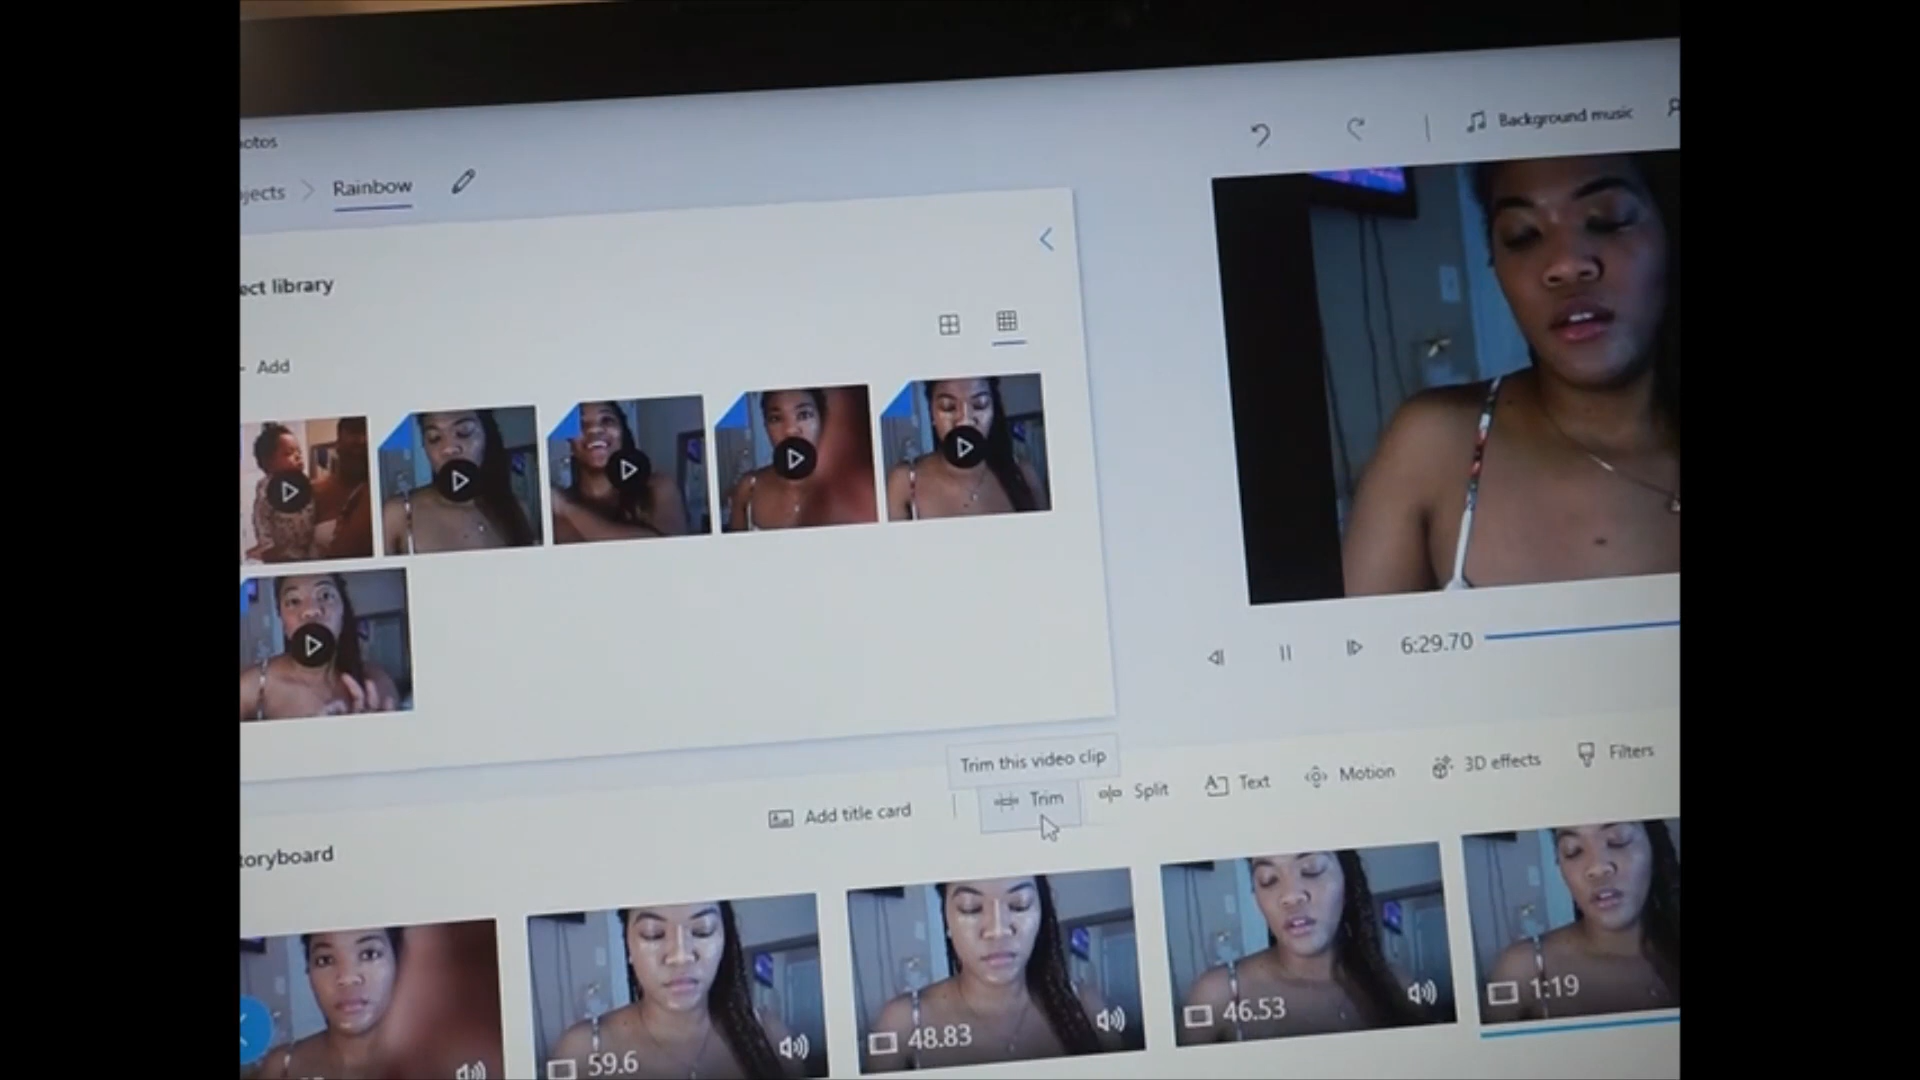 otos
Background music
jects > Rainbow
ect library
Add
6:29.70
Trim this video clip
Add title card
Trim
Split
Text
Motion
3D effects
Filters
toryboard
59.6
48.83
46.53
1:19